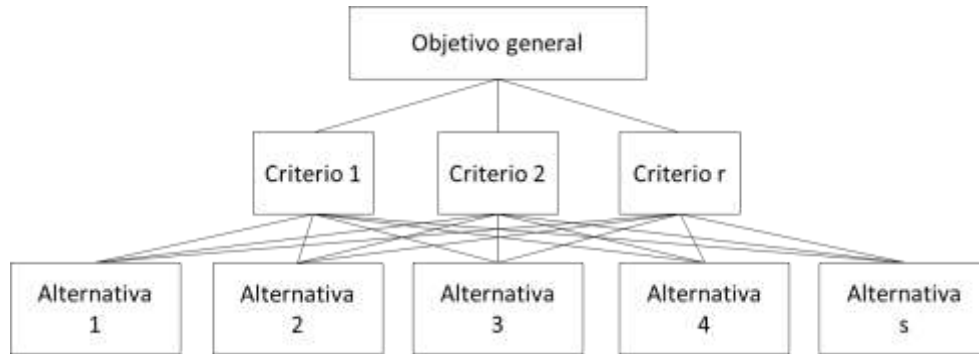 Objetivo general
Criterio 1
Criterio 2
Criterio r
Alternativa
1
Alternativa
2
Alternativa
3
Alternativa
4
Alternativa
s